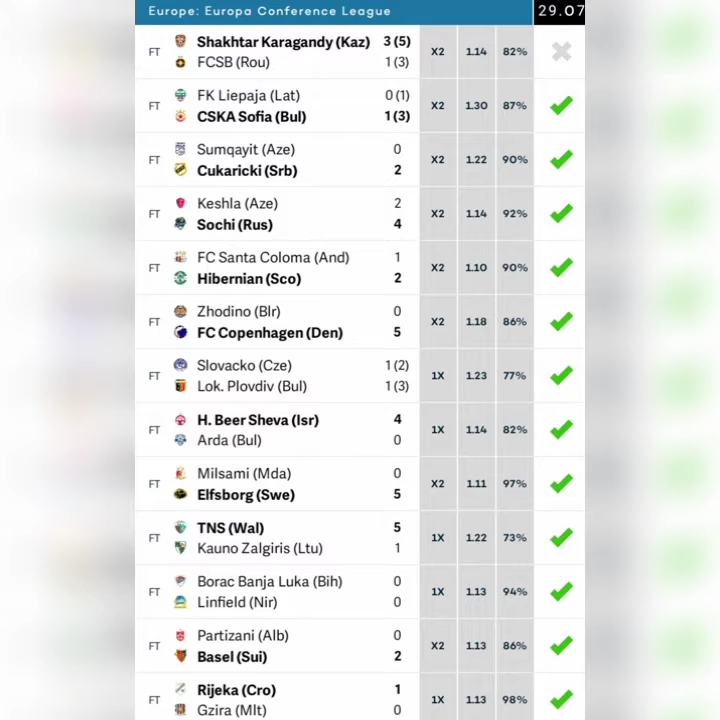 Europe: Europa Conference League 29.07
FT Shakhtar Karagandy (Kaz) 3 (5) X2 1.14 82%
FCSB (Rou) 1 (3)
FT FK Liepaja (Lat) 0 (1) X2 1.30 87%
CSKA Sofia (Bul) 1 (3)
FT Sumqayit (Aze) 0 X2 1.22 90%
Cukaricki (Srb) 2
FT Keshla (Aze) 2 X2 1.14 92%
Sochi (Rus) 4
FT FC Santa Coloma (And) 1 X2 1.10 90%
Hibernian (Sco) 2
FT Zhodino (Blr) 0 X2 1.18 86%
FC Copenhagen (Den) 5
FT Slovacko (Cze) 1 (2) 1X 1.23 77%
Lok. Plovdiv (Bul) 1 (3)
FT H. Beer Sheva (Isr) 4 1X 1.14 82%
Arda (Bul) 0
FT Milsami (Mda) 0 X2 1.11 97%
Elfsborg (Swe) 5
FT TNS (Wal) 5 1X 1.22 73%
Kauno Zalgiris (Ltu) 1
FT Borac Banja Luka (Bih) 0 1X 1.13 94%
Linfield (Nir) 0
FT Partizani (Alb) 0 X2 1.13 86%
Basel (Sui) 2
FT Rijeka (Cro) 1 1X 1.13 98%
Gzira (Mlt) 0